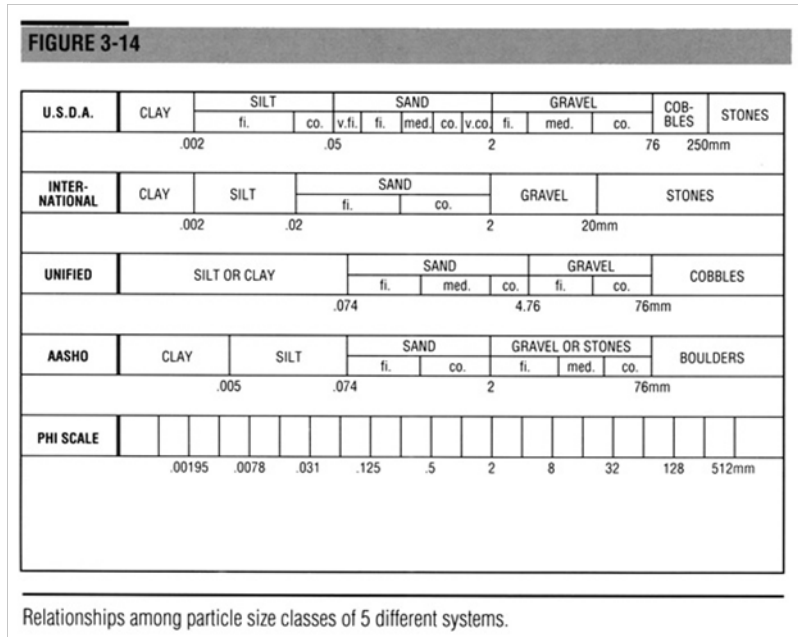 FIGURE 3-14
U.S.D.A. CLAY SILT SAND GRAVEL COB-BLES STONES
fi. co. v.fi. fi. med. co. v.co. fi. med. co.
.002 .05 2 76 250mm
INTER-NATIONAL CLAY SILT SAND GRAVEL STONES
fi. co.
.002 .02 2 20mm
UNIFIED SILT OR CLAY SAND GRAVEL COBBLES
fi. med. co. fi. co.
.074 4.76 76mm
AASHO CLAY SILT SAND GRAVEL OR STONES BOULDERS
fi. co. fi. med. co.
.005 .074 2 76mm
PHI SCALE
.00195 .0078 .031 .125 .5 2 8 32 128 512mm
Relationships among particle size classes of 5 different systems.